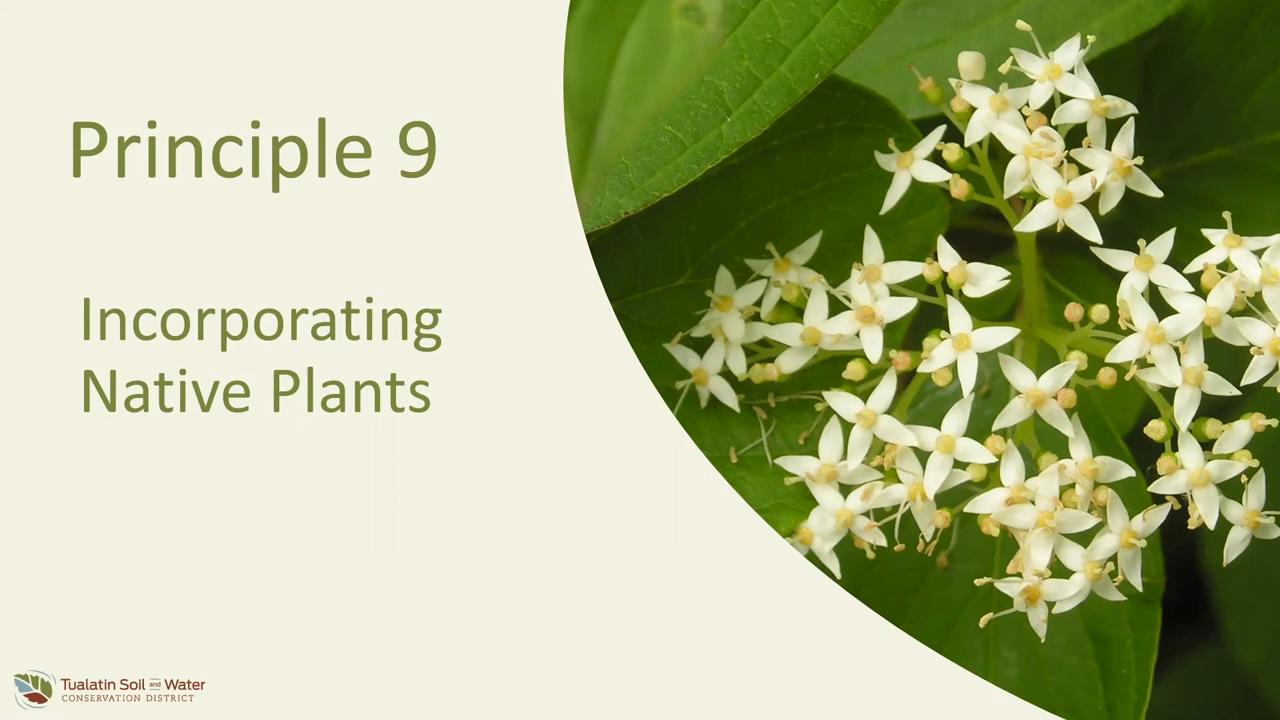 Principle 9
Incorporating
Native Plants
Tualatin Soil and Water
CONSERVATION DISTRICT